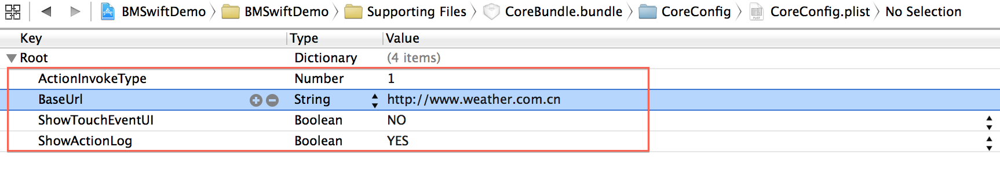 BMSwiftDemo BMSwiftDemo Supporting Files CoreBundle.bundle CoreConfig CoreConfig.plist No Selection
Key Type Value
Root Dictionary (4 items)
ActionInvokeType Number 1
BaseUrl String http://www.weather.com.cn
ShowTouchEventUI Boolean NO
ShowActionLog Boolean YES